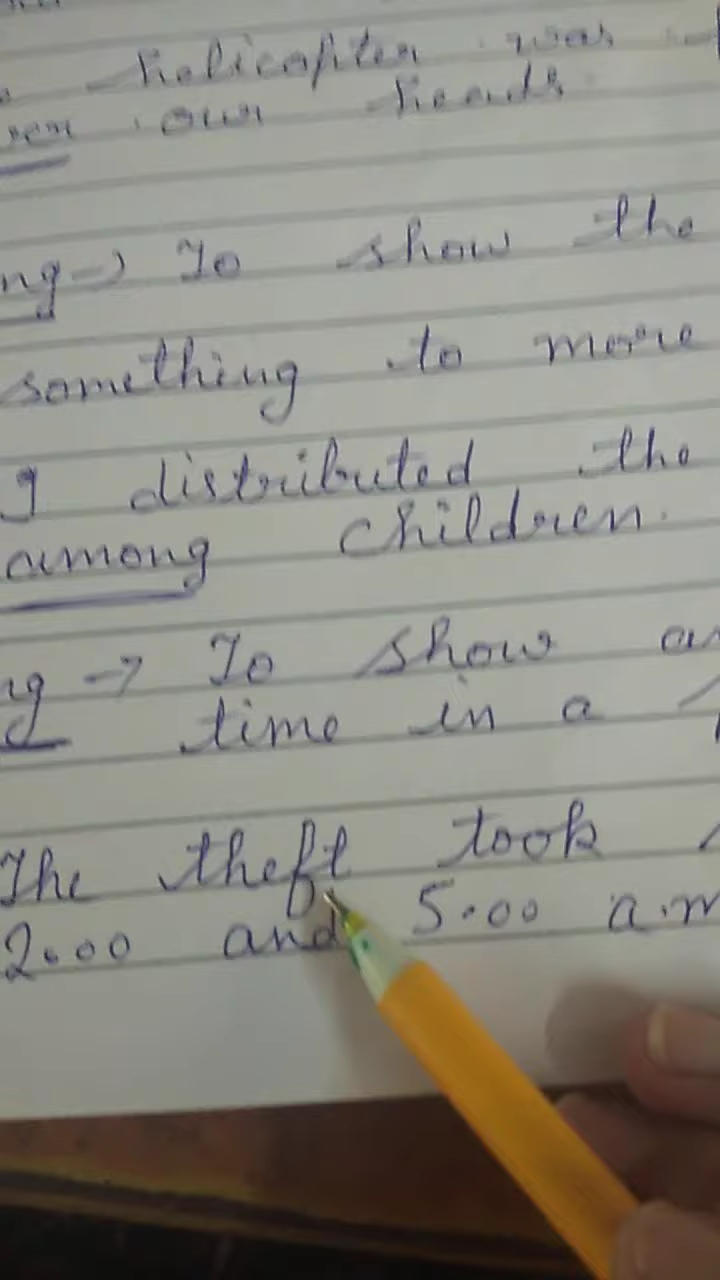 helicopter was
our heads
ng → To show the
something to more
I distributed the
among children.
ng → To show
time in a
The theft took
2.00 and 5.00 a.m